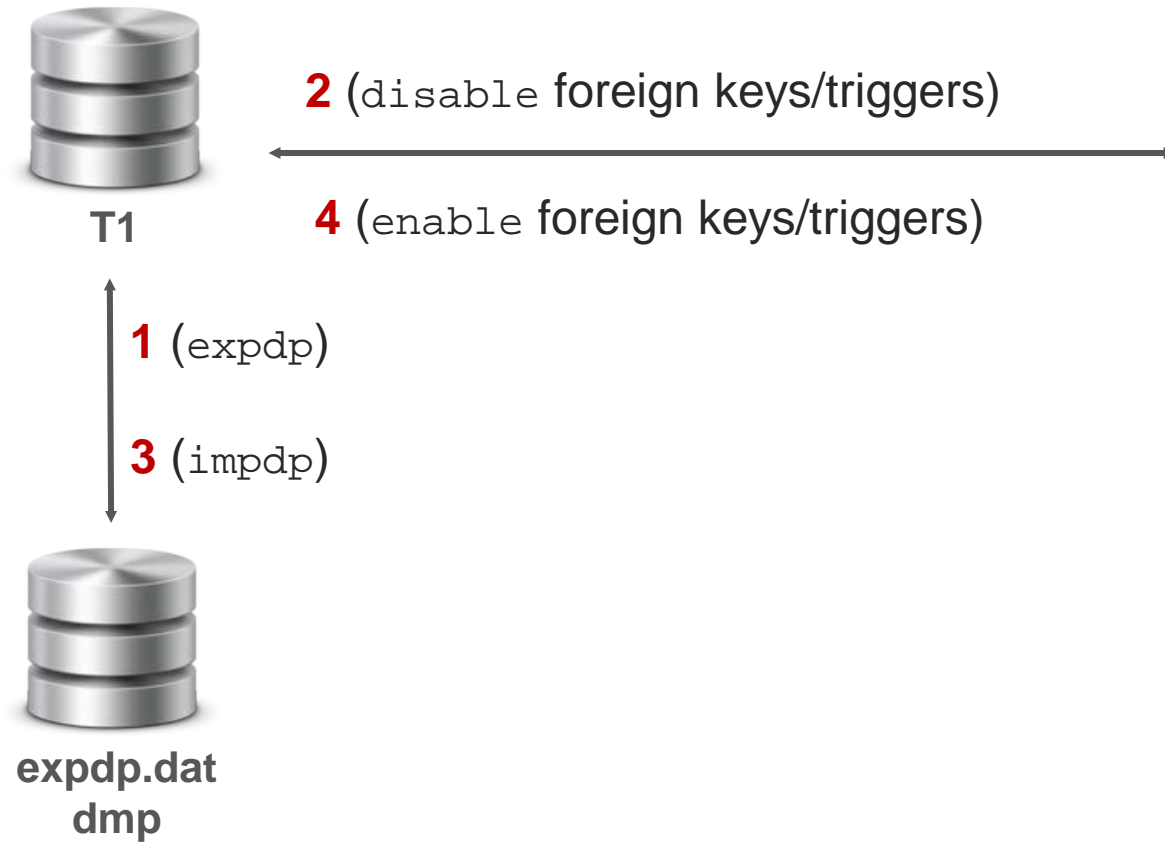 2 (disable foreign keys/triggers)
T1
4 (enable foreign keys/triggers)
1 (expdp)
3 (impdp)
expdp.dat
dmp